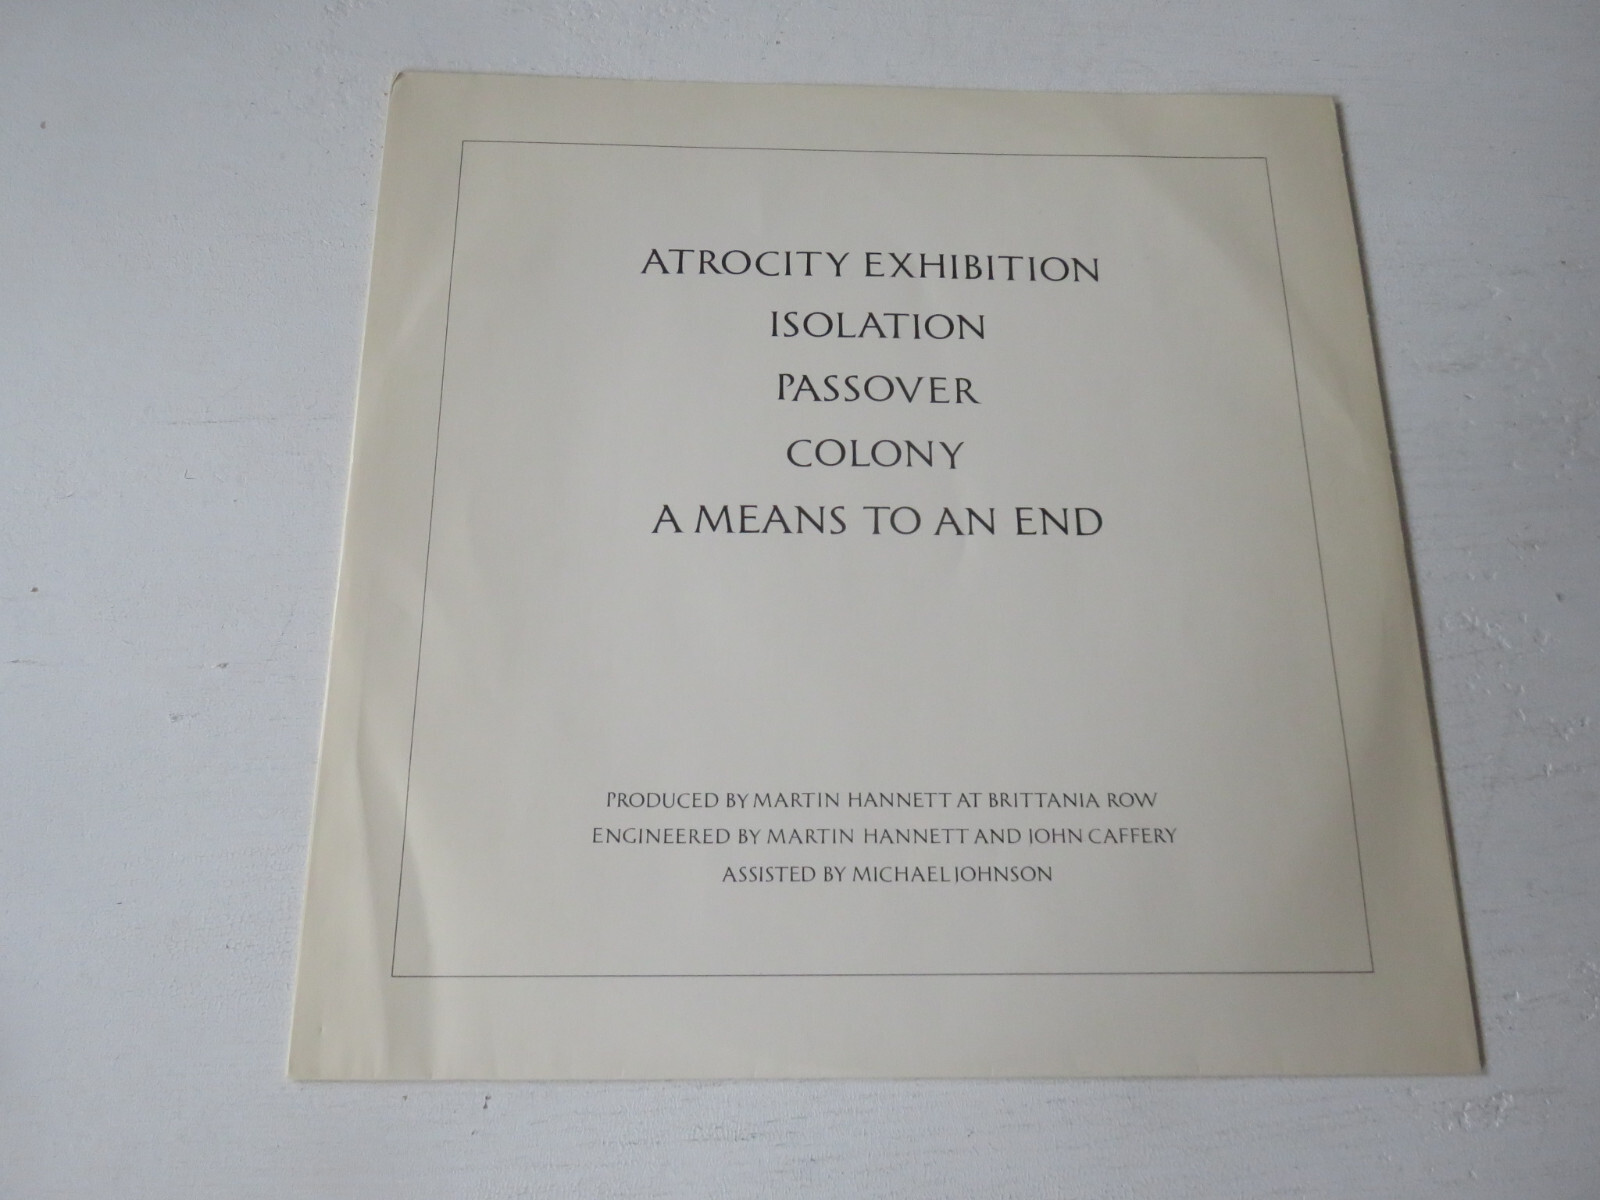 ATROCITY EXHIBITION
ISOLATION
PASSOVER
COLONY
A MEANS TO AN END
PRODUCED BY MARTIN HANNETT AT BRITTANIA ROW
ENGINEERED BY MARTIN HANNETT AND JOHN CAFFERY
ASSISTED BY MICHAEL JOHNSON